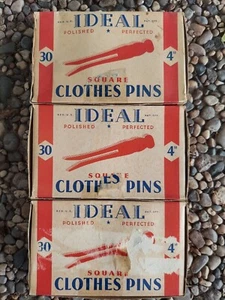 IDEAL
POLISHED PERFECTED
30 4"
SQUARE
CLOTHES PINS
IDEAL
POLISHED PERFECTED
30 4"
CLOTHES PINS
IDEAL
POLISHED PERFECTED
30 4"
SQUARE
CLOTHES PINS